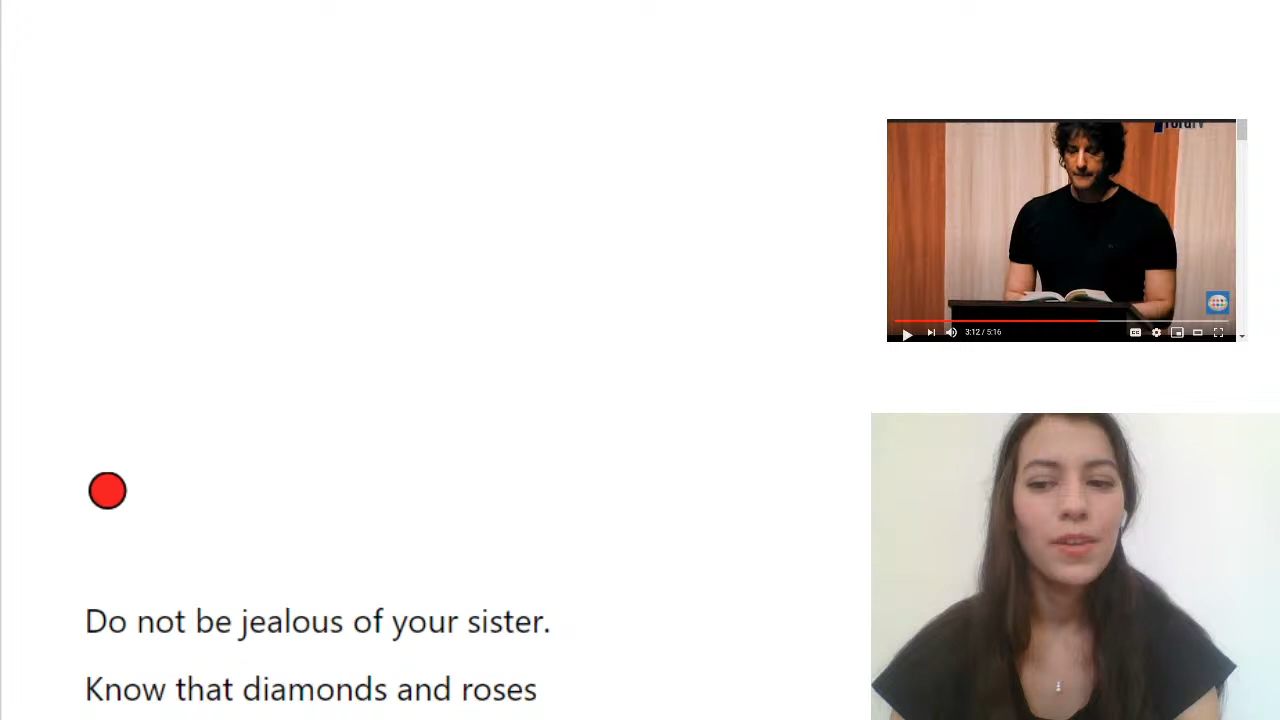 3:12 / 5:16
Do not be jealous of your sister.
Know that diamonds and roses